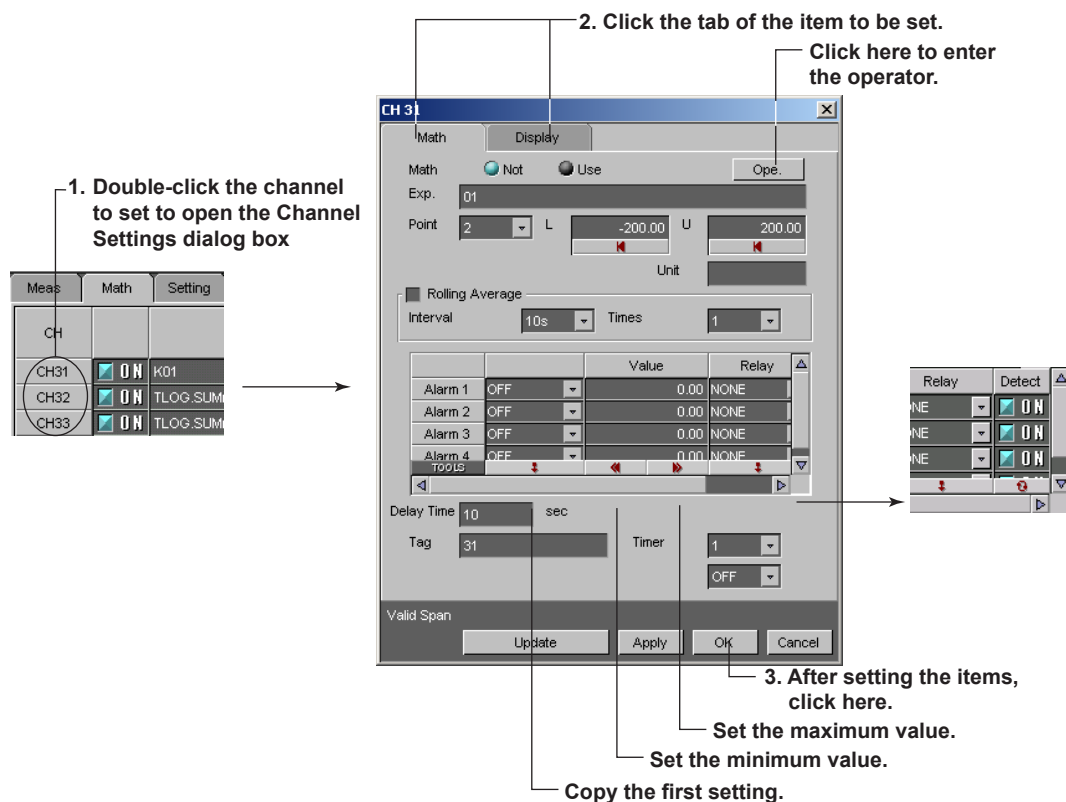 2. Click the tab of the item to be set.
Click here to enter
the operator.
1. Double-click the channel
to set to open the Channel
Settings dialog box
Meas Math Setting
CH
CH31 ON K01
CH32 ON TLOG.SUM
CH33 ON TLOG.SUM
CH 31
Math Display
Math Not Use Ope.
Exp. 01
Point 2 L -200.00 U 200.00
Unit
Rolling Average
Interval 10s Times 1
Value Relay
Alarm 1 OFF 0.00 NONE
Alarm 2 OFF 0.00 NONE
Alarm 3 OFF 0.00 NONE
Alarm 4 OFF 0.00 NONE
TOOLS
Delay Time 10 sec
Tag 31 Timer 1
OFF
Valid Span
Update Apply OK Cancel
Relay Detect
NE ON
NE ON
3. After setting the items,
click here.
Set the maximum value.
Set the minimum value.
Copy the first setting.